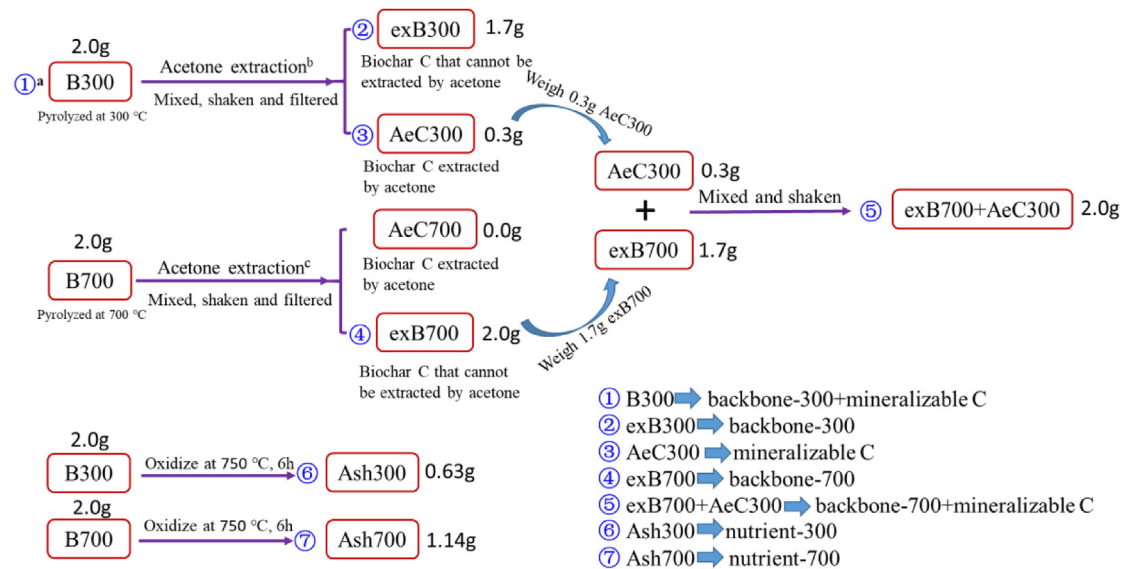 2.0g
①ᵃ B300
Pyrolyzed at 300 °C
Acetone extractionᵇ
Mixed, shaken and filtered
② exB300 1.7g
Biochar C that cannot be
extracted by acetone
③ AeC300 0.3g
Biochar C extracted
by acetone
Weigh 0.3g AeC300
2.0g
B700
Pyrolyzed at 700 °C
Acetone extractionᶜ
Mixed, shaken and filtered
AeC700 0.0g
Biochar C extracted
by acetone
④ exB700 2.0g
Biochar C that cannot
be extracted by acetone
Weigh 1.7g exB700
AeC300 0.3g
+
exB700 1.7g
Mixed and shaken
⑤ exB700+AeC300 2.0g
2.0g
B300
Oxidize at 750 °C, 6h
⑥ Ash300 0.63g
2.0g
B700
Oxidize at 750 °C, 6h
⑦ Ash700 1.14g
① B300 backbone-300+mineralizable C
② exB300 backbone-300
③ AeC300 mineralizable C
④ exB700 backbone-700
⑤ exB700+AeC300 backbone-700+mineralizable C
⑥ Ash300 nutrient-300
⑦ Ash700 nutrient-700